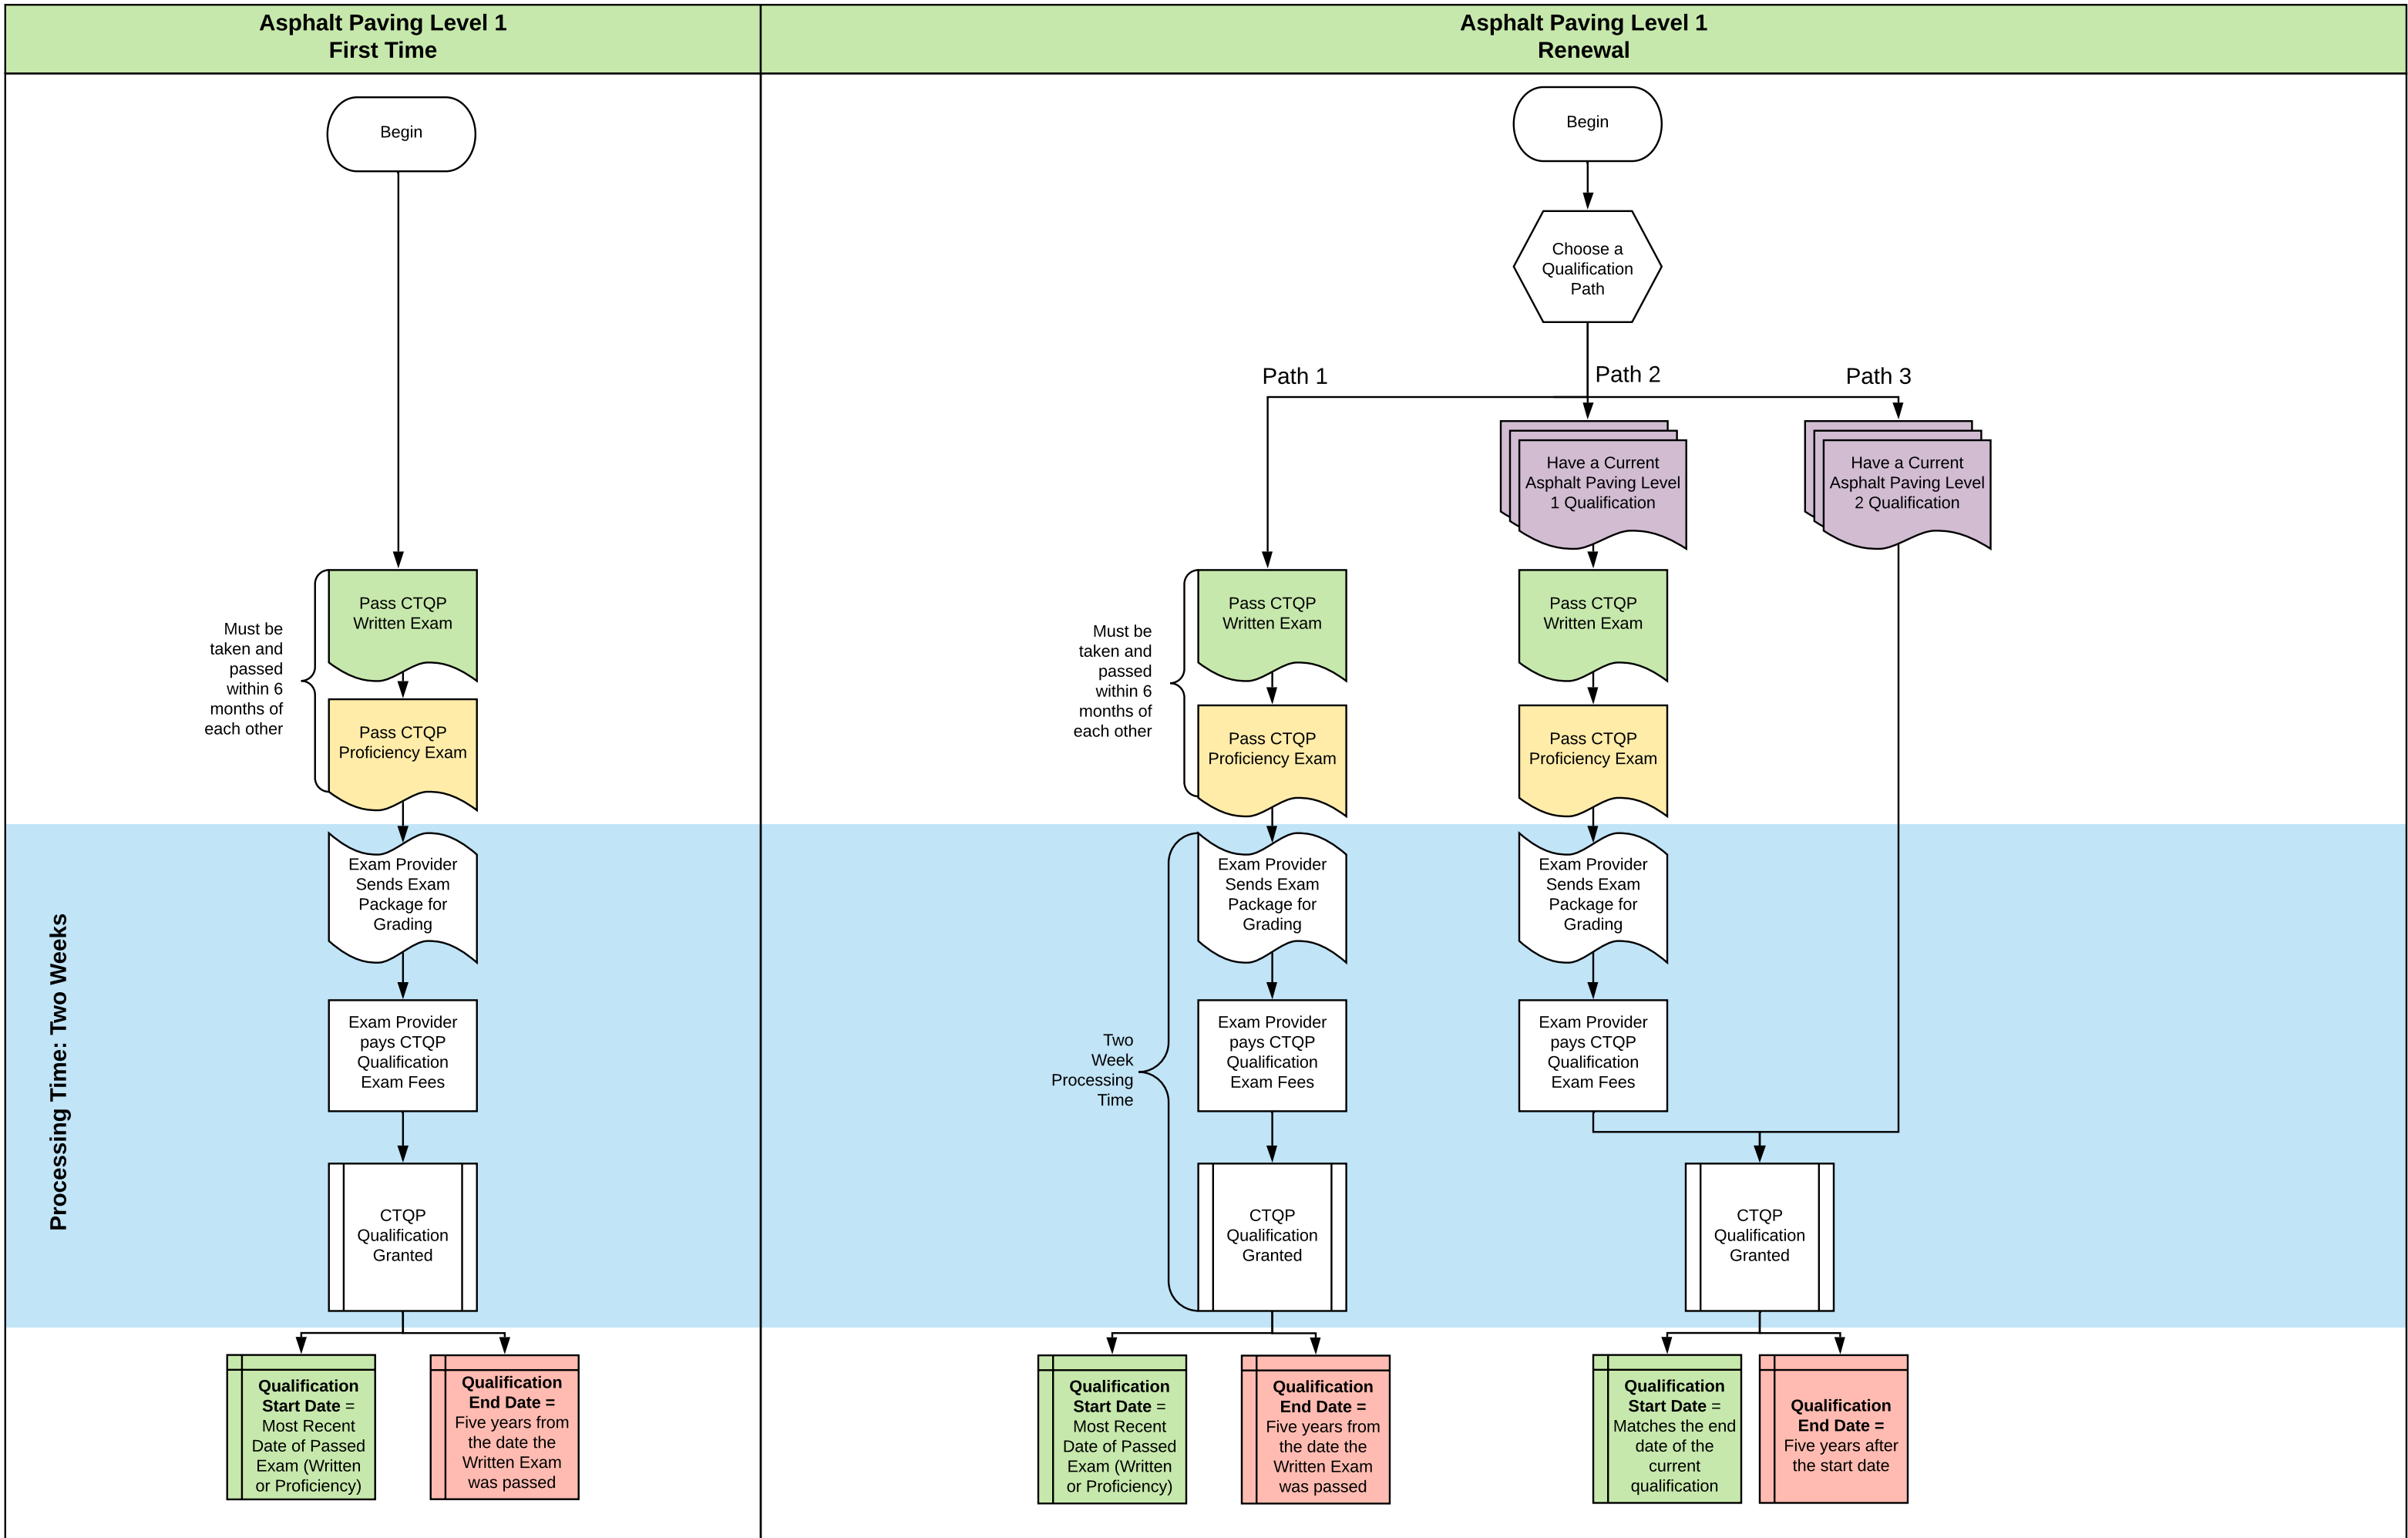 Asphalt Paving Level 1
First Time
Begin
Must be
taken and
passed
within 6
months of
each other
Pass CTQP
Written Exam
Pass CTQP
Proficiency Exam
Processing Time: Two Weeks
Exam Provider
Sends Exam
Package for
Grading
Exam Provider
pays CTQP
Qualification
Exam Fees
CTQP
Qualification
Granted
Qualification
Start Date =
Most Recent
Date of Passed
Exam (Written
or Proficiency)
Qualification
End Date =
Five years from
the date the
Written Exam
was passed
Asphalt Paving Level 1
Renewal
Begin
Choose a
Qualification
Path
Path 1
Path 2
Path 3
Must be
taken and
passed
within 6
months of
each other
Pass CTQP
Written Exam
Pass CTQP
Proficiency Exam
Two
Week
Processing
Time
Exam Provider
Sends Exam
Package for
Grading
Exam Provider
pays CTQP
Qualification
Exam Fees
CTQP
Qualification
Granted
Qualification
Start Date =
Most Recent
Date of Passed
Exam (Written
or Proficiency)
Qualification
End Date =
Five years from
the date the
Written Exam
was passed
Have a Current
Asphalt Paving Level
1 Qualification
Pass CTQP
Written Exam
Pass CTQP
Proficiency Exam
Exam Provider
Sends Exam
Package for
Grading
Exam Provider
pays CTQP
Qualification
Exam Fees
Have a Current
Asphalt Paving Level
2 Qualification
CTQP
Qualification
Granted
Qualification
Start Date =
Matches the end
date of the
current
qualification
Qualification
End Date =
Five years after
the start date